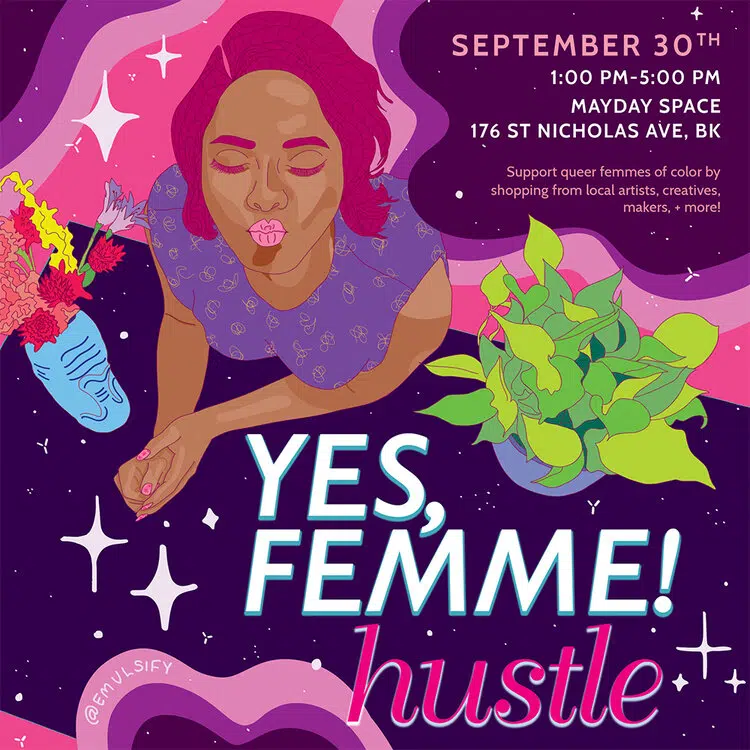 SEPTEMBER 30TH
1:00 PM-5:00 PM
MAYDAY SPACE
176 ST NICHOLAS AVE, BK
Support queer femmes of color by
shopping from local artists, creatives,
makers, + more!
YES,
FEMME!
hustle
@EMULSIFY